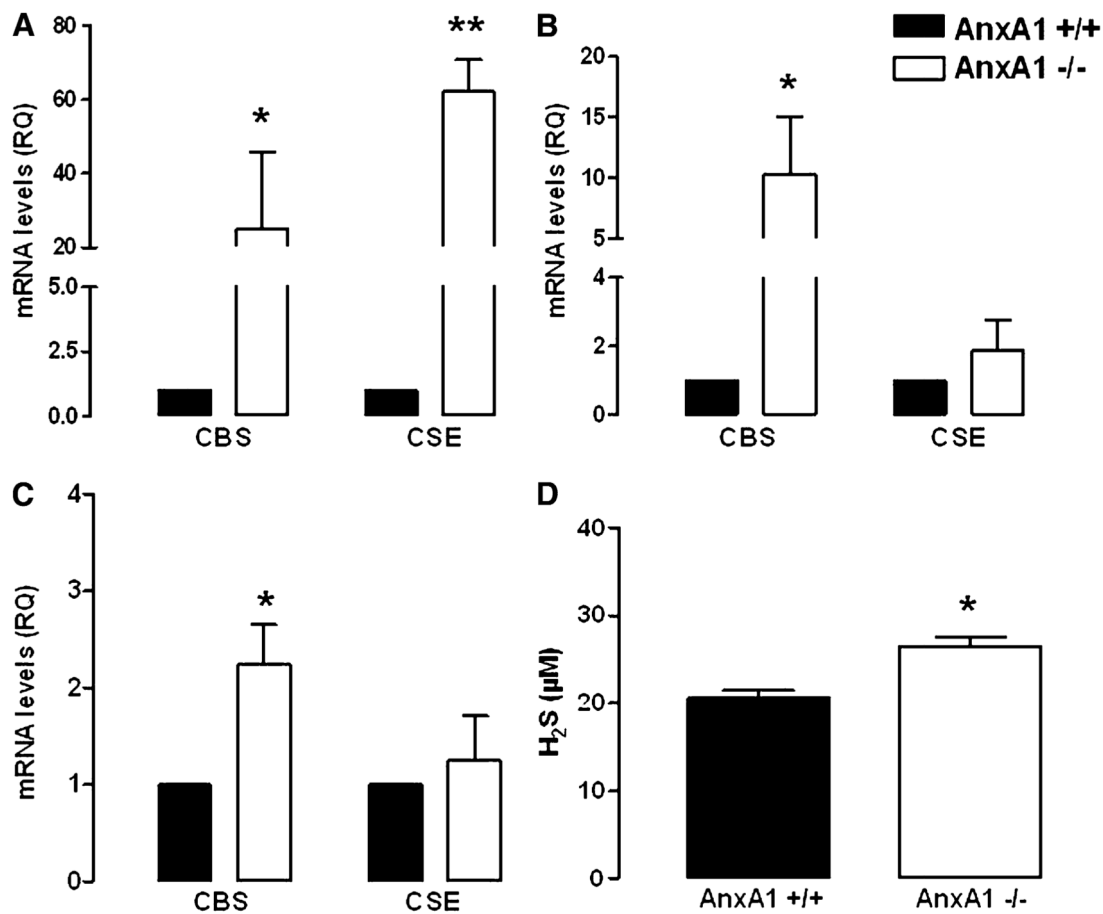 A
mRNA levels (RQ)
80
60
40
20
5.0
2.5
0.0
*
**
CBS
CSE
B
AnxA1 +/+
AnxA1 -/-
mRNA levels (RQ)
20
15
10
5
4
2
0
*
CBS
CSE
C
mRNA levels (RQ)
4
3
2
1
0
*
CBS
CSE
D
H₂S (µM)
40
30
20
10
0
*
AnxA1 +/+
AnxA1 -/-